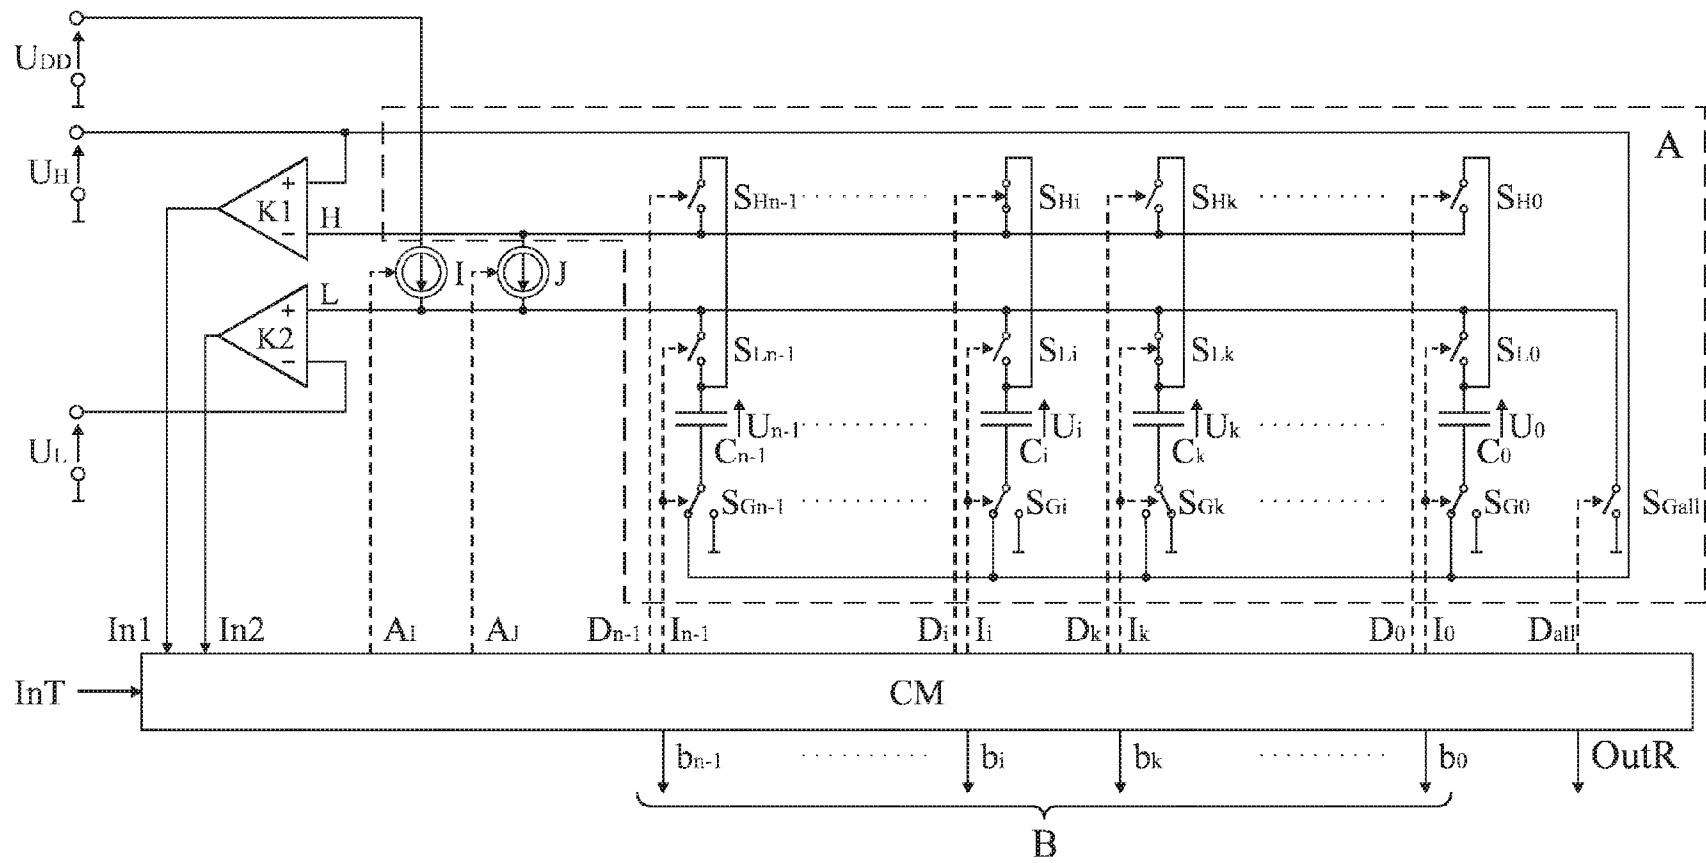 UDD
A
UH
K1
+
−
H
SHn-1 SHi SHk SH0
I J
L
K2
+
−
SLn-1 SLi SLk SL0
UL
Un-1 Ui Uk U0
Cn-1 Ci Ck C0
SGn-1 SGi SGk SG0 SGall
In1 In2 AI AJ Dn-1 In-1 Di Ii Dk Ik D0 I0 Dall
InT CM
bn-1 bi bk b0 OutR
B